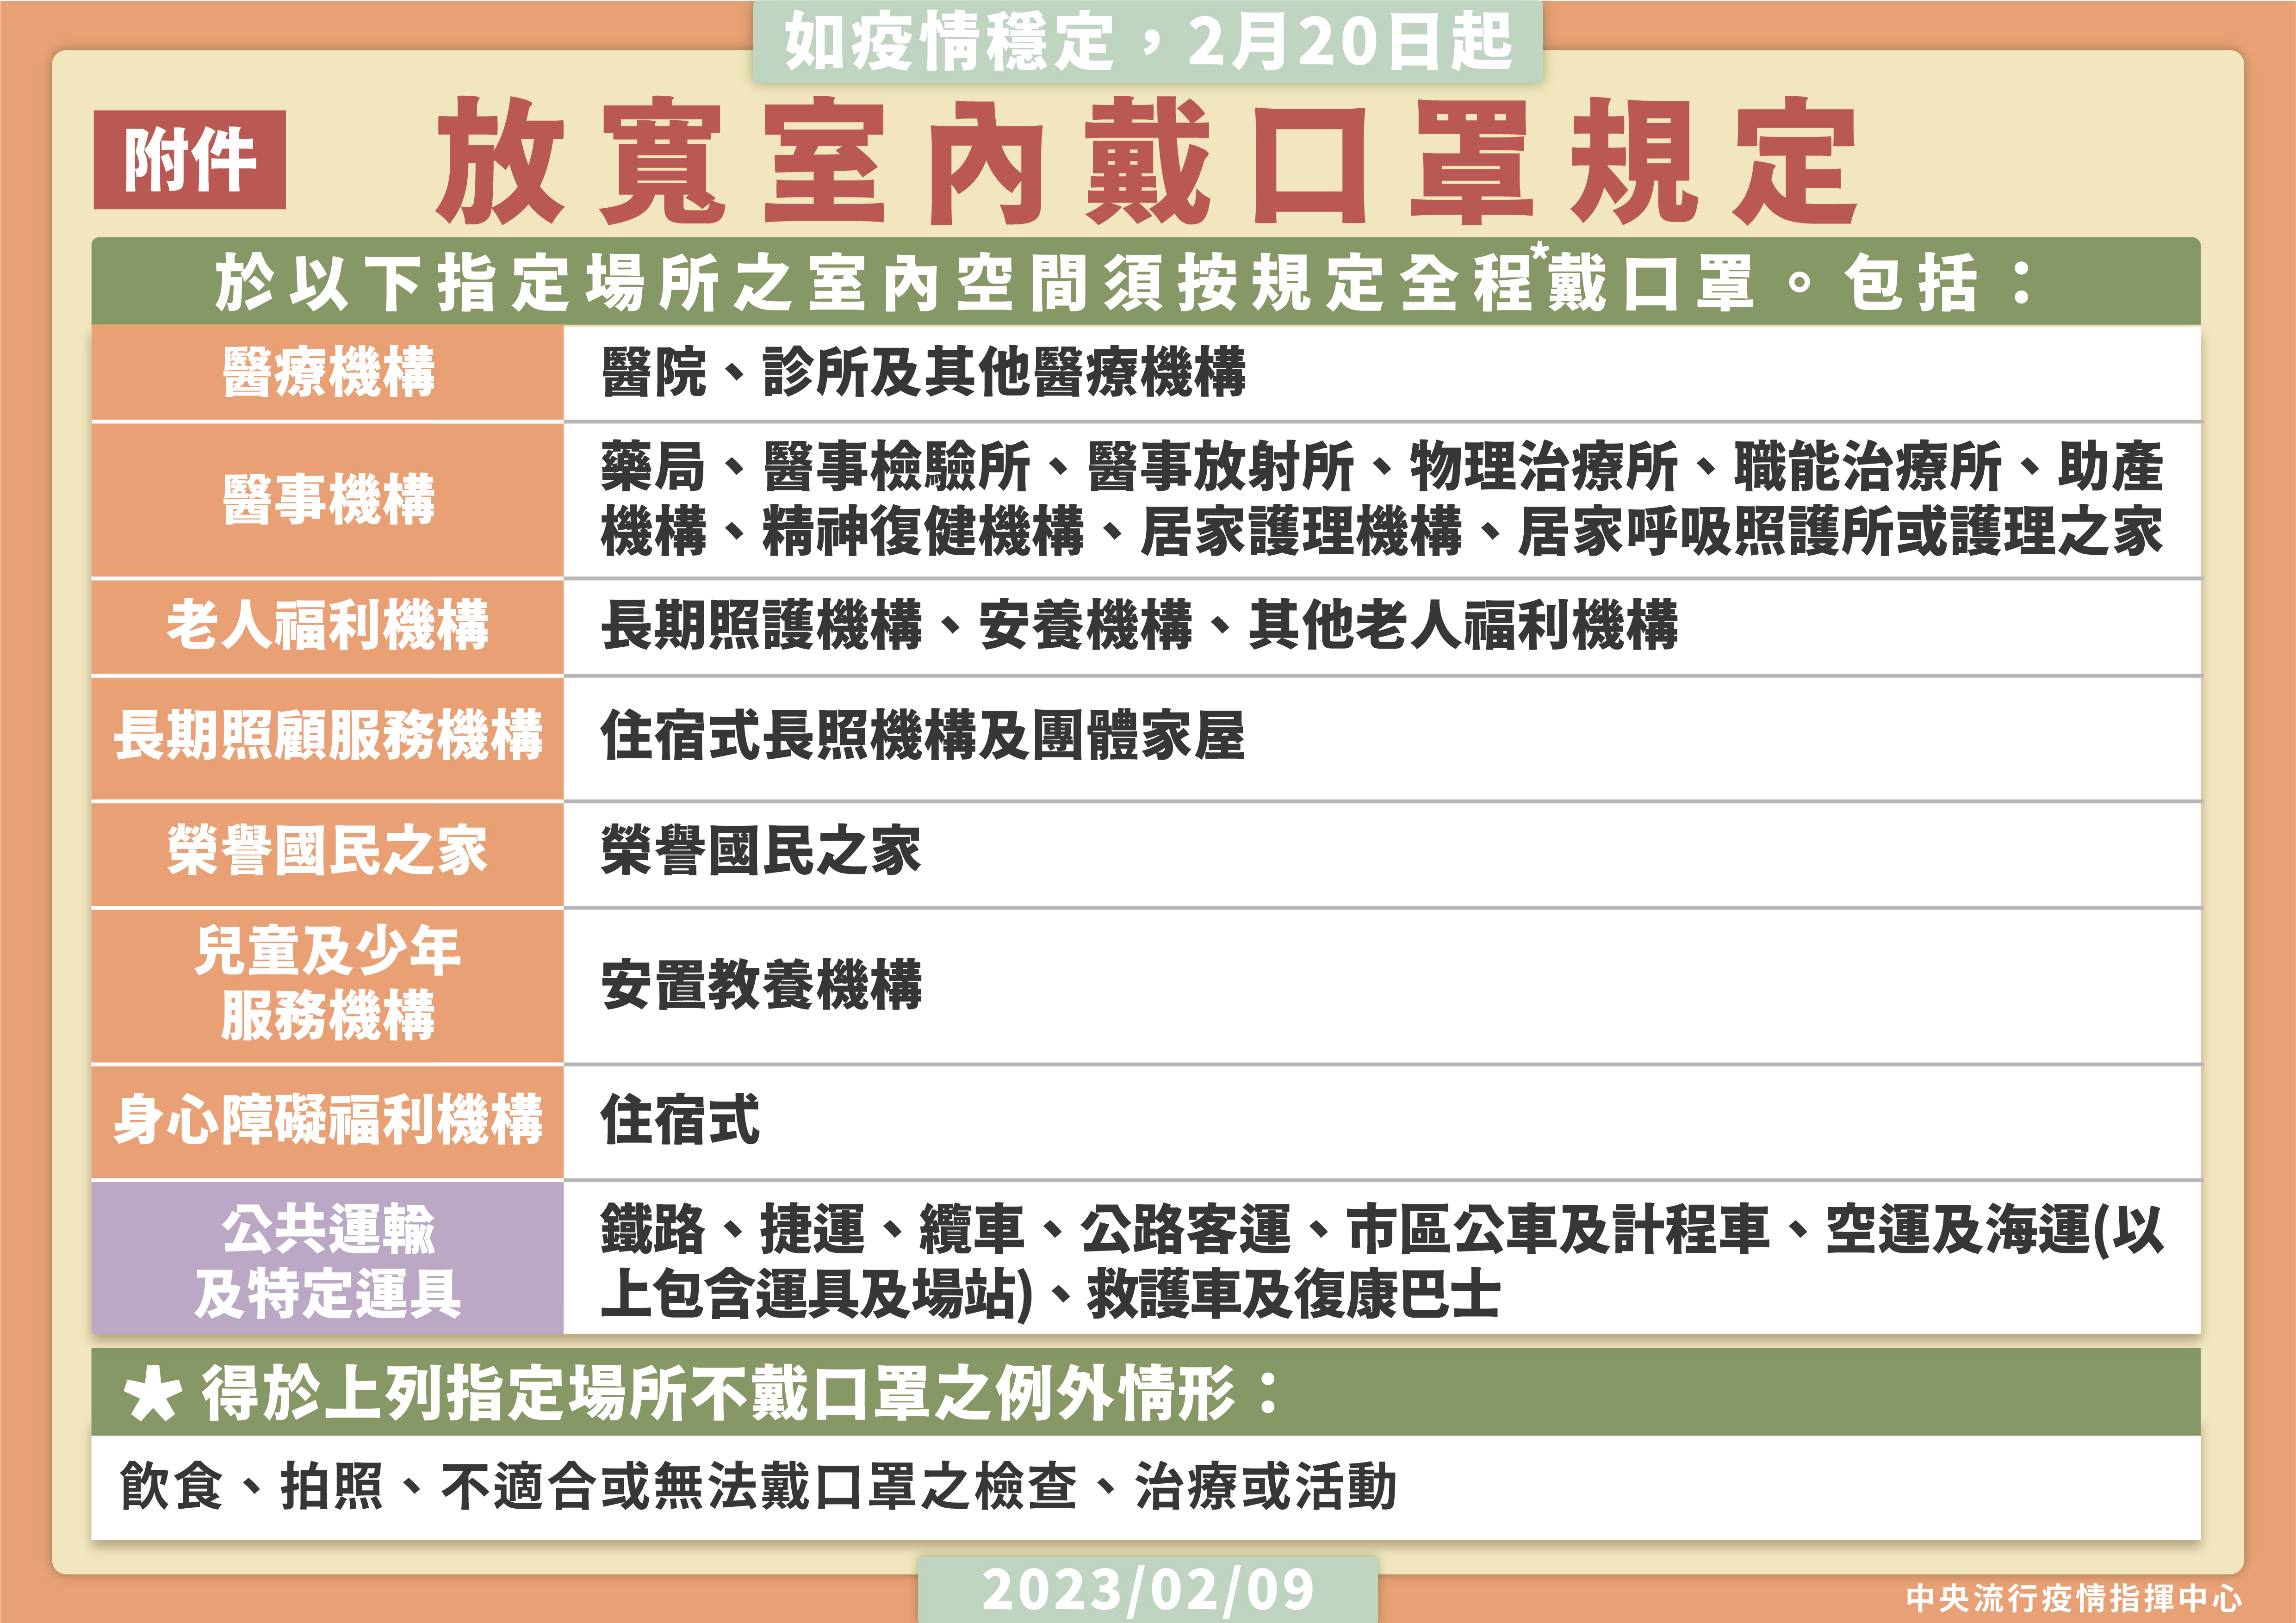 如疫情穩定，2月20日起
附件
放寬室內戴口罩規定
於以下指定場所之室內空間須按規定全程*戴口罩。包括：
醫療機構
醫院、診所及其他醫療機構
醫事機構
藥局、醫事檢驗所、醫事放射所、物理治療所、職能治療所、助產
機構、精神復健機構、居家護理機構、居家呼吸照護所或護理之家
老人福利機構
長期照護機構、安養機構、其他老人福利機構
長期照顧服務機構
住宿式長照機構及團體家屋
榮譽國民之家
榮譽國民之家
兒童及少年
服務機構
安置教養機構
身心障礙福利機構
住宿式
公共運輸
及特定運具
鐵路、捷運、纜車、公路客運、市區公車及計程車、空運及海運(以
上包含運具及場站)、救護車及復康巴士
★得於上列指定場所不戴口罩之例外情形：
飲食、拍照、不適合或無法戴口罩之檢查、治療或活動
2023/02/09
中央流行疫情指揮中心